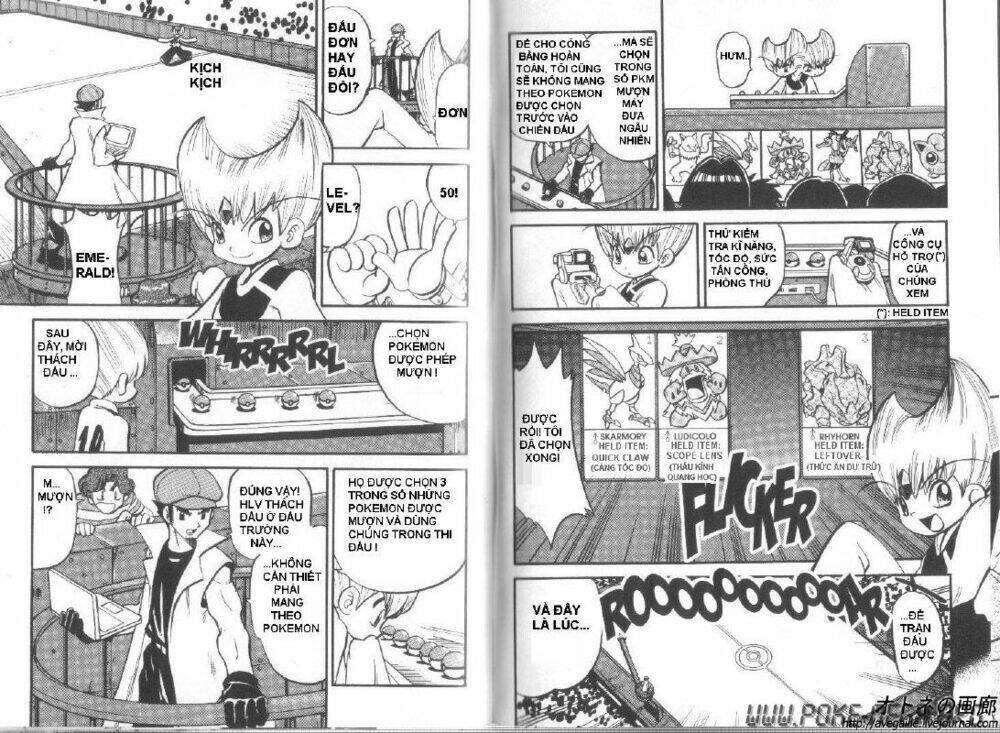 ĐẤU
ĐƠN
HAY
ĐẤU
ĐÔI?
ĐƠN
KỊCH
KỊCH
EME-
RALD!
LE-
VEL?
50!
SAU
ĐÂY, MỜI
THÁCH
ĐẤU ...
WHIRRRRRL
...CHỌN
POKEMON
ĐƯỢC PHÉP
MƯỢN !
M...
MƯỢN
!?
ĐÚNG VẬY!
HLV THÁCH
ĐẤU Ở ĐẤU
TRƯỜNG
NÀY...
...KHÔNG
CẦN THIẾT
PHẢI
MANG
THEO
POKEMON
HỌ ĐƯỢC CHỌN 3
TRONG SỐ NHỮNG
POKEMON ĐƯỢC
MƯỢN VÀ DÙNG
CHÚNG TRONG THI
ĐẤU !
ĐỂ CHO CÔNG
BẰNG HOÀN
TOÀN, TÔI CŨNG
SẼ KHÔNG MANG
THEO POKEMON
ĐƯỢC CHỌN
TRƯỚC VÀO
CHIẾN ĐẤU
...MÀ SẼ
CHỌN
TRONG
SỐ PKM
MƯỢN
MÁY
ĐƯA
NGẪU
NHIÊN
HƯM..
THỬ KIỂM
TRA KĨ NĂNG,
TỐC ĐỘ, SỨC
TẤN CÔNG,
PHÒNG THỦ
...VÀ
CÔNG CỤ
HỖ TRỢ(*)
CỦA
CHÚNG
XEM
(*): HELD ITEM
ĐƯỢC
RỒI! TÔI
ĐÃ CHỌN
XONG!
1
SKARMORY
HELD ITEM:
QUICK CLAW
(CÀNG TỐC ĐỘ)
2
LUDICOLO
HELD ITEM:
SCOPE LENS
(THẤU KÍNH
QUANG HỌC)
3
RHYHORN
HELD ITEM:
LEFTOVER
(THỨC ĂN DỰ TRỮ)
FLICKER
VÀ ĐÂY
LÀ LÚC...
ROOOOOOOOOOAR
...ĐỂ
TRẬN
ĐẤU
ĐƯỢC
...
オトネの画廊
http://avegaille.livejournal.com